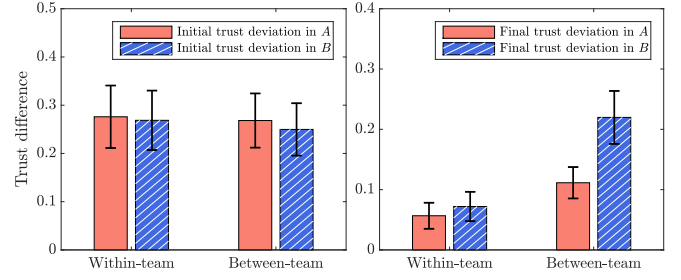 Trust difference
0.5
0.4
0.3
0.2
0.1
0
Initial trust deviation in A
Initial trust deviation in B
Within-team
Between-team
0.4
0.3
0.2
0.1
0
Final trust deviation in A
Final trust deviation in B
Within-team
Between-team